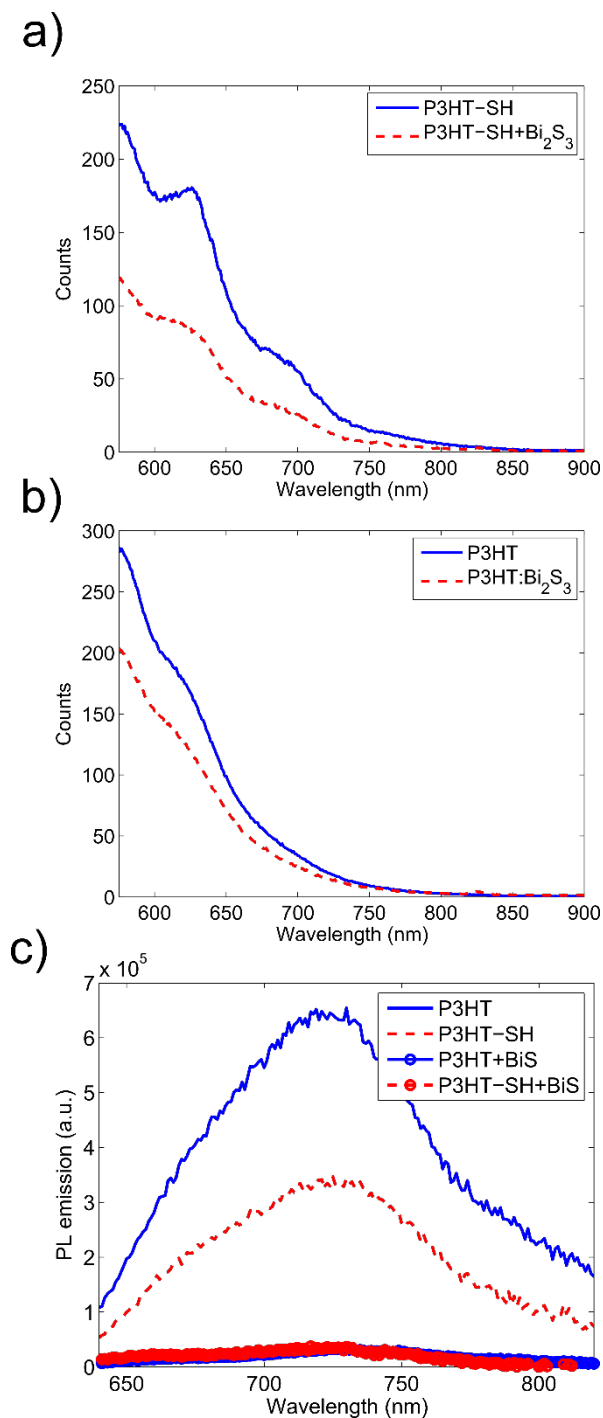 a)
250
200
150
100
50
0
Counts
P3HT−SH
P3HT−SH+Bi₂S₃
600 650 700 750 800 850 900
Wavelength (nm)
b)
300
250
200
150
100
50
0
Counts
P3HT
P3HT:Bi₂S₃
600 650 700 750 800 850 900
Wavelength (nm)
c)
7 x 10⁵
6
5
4
3
2
1
0
PL emission (a.u.)
P3HT
P3HT−SH
P3HT+BiS
P3HT−SH+BiS
650 700 750 800
Wavelength (nm)